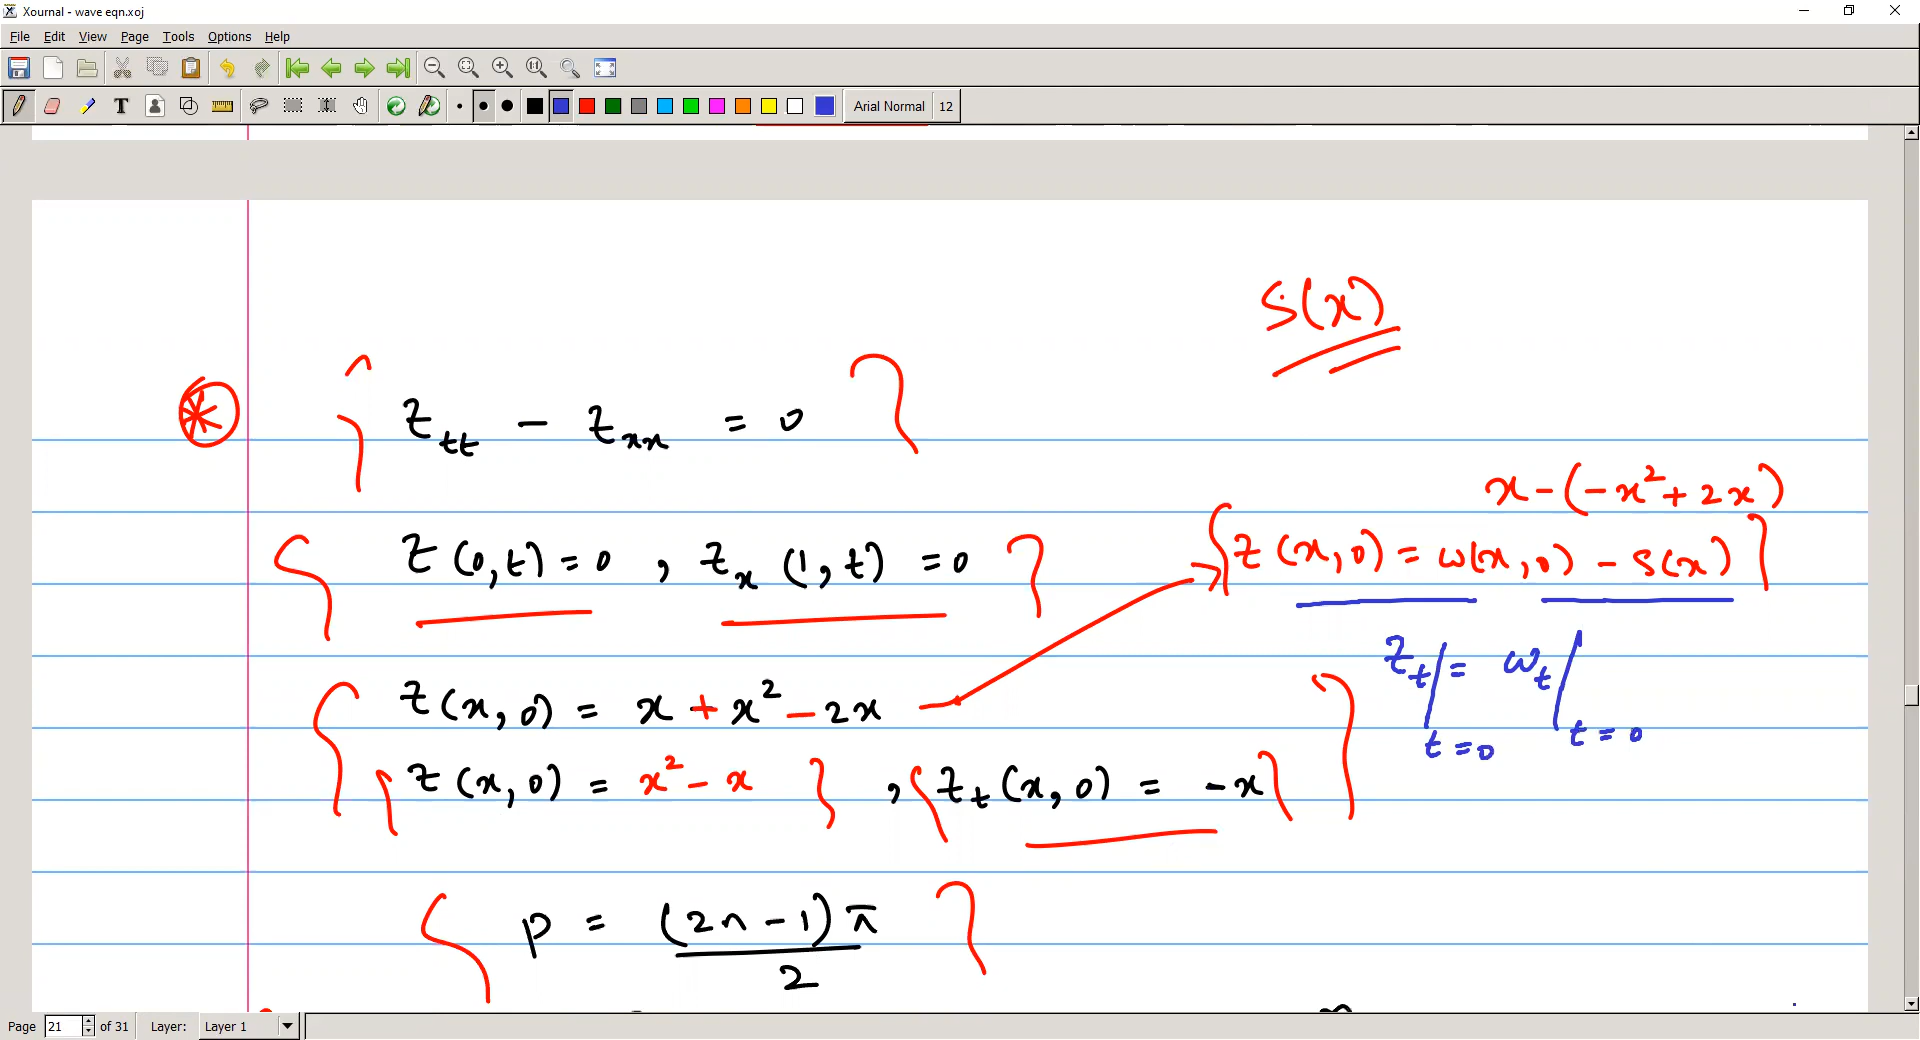 Xournal - wave eqn.xoj
File Edit View Page Tools Options Help
Arial Normal 12
S(x)
z_tt - z_xx = 0
x - (-x² + 2x)
z(0,t) = 0 , z_x(1,t) = 0
z(x,0) = w(x,0) - s(x)
z_t| t=0 = w_t| t=0
z(x,0) = x + x² - 2x
z(x,0) = x² - x , z_t(x,0) = -x
p = (2n-1)π / 2
Page 21 of 31 Layer: Layer 1